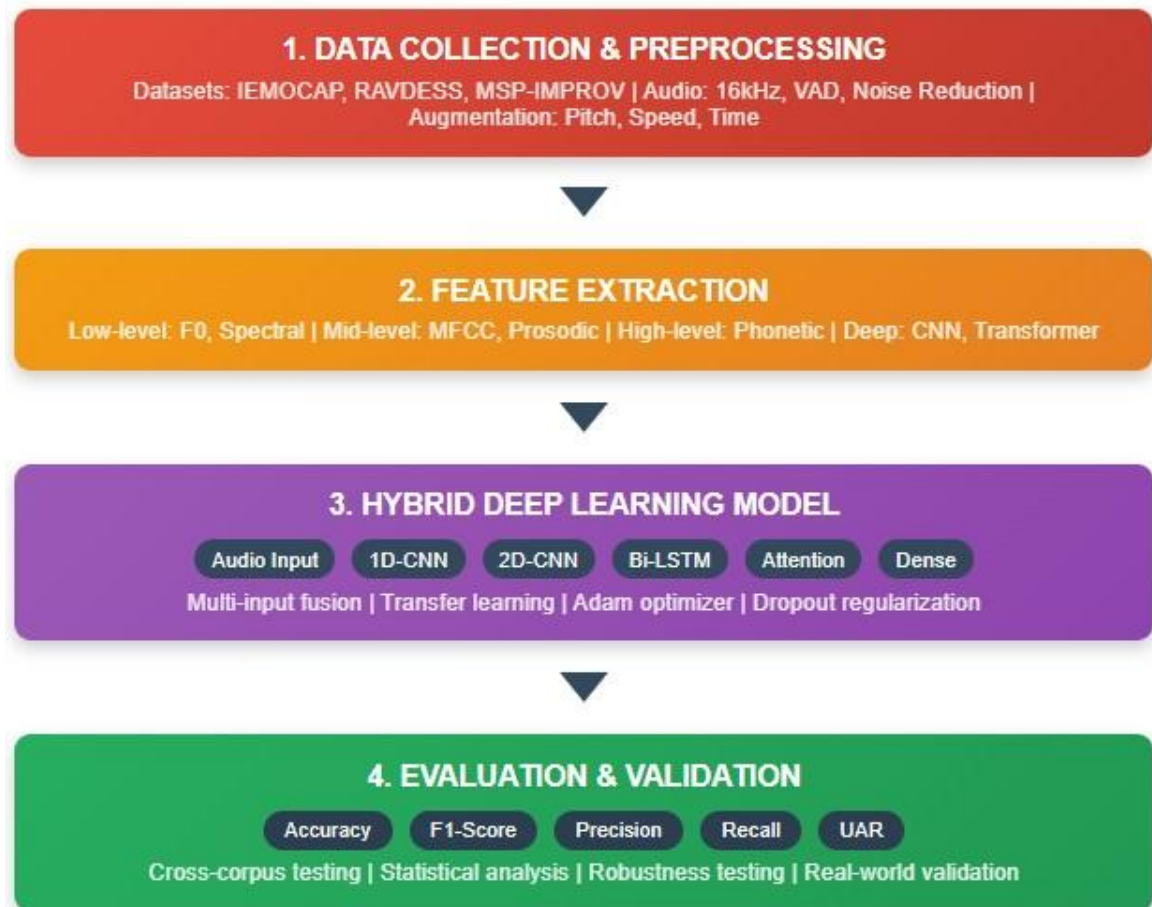 1. DATA COLLECTION & PREPROCESSING
Datasets: IEMOCAP, RAVDESS, MSP-IMPROV | Audio: 16kHz, VAD, Noise Reduction |
Augmentation: Pitch, Speed, Time
2. FEATURE EXTRACTION
Low-level: F0, Spectral | Mid-level: MFCC, Prosodic | High-level: Phonetic | Deep: CNN, Transformer
3. HYBRID DEEP LEARNING MODEL
Audio Input 1D-CNN 2D-CNN Bi-LSTM Attention Dense
Multi-input fusion | Transfer learning | Adam optimizer | Dropout regularization
4. EVALUATION & VALIDATION
Accuracy F1-Score Precision Recall UAR
Cross-corpus testing | Statistical analysis | Robustness testing | Real-world validation